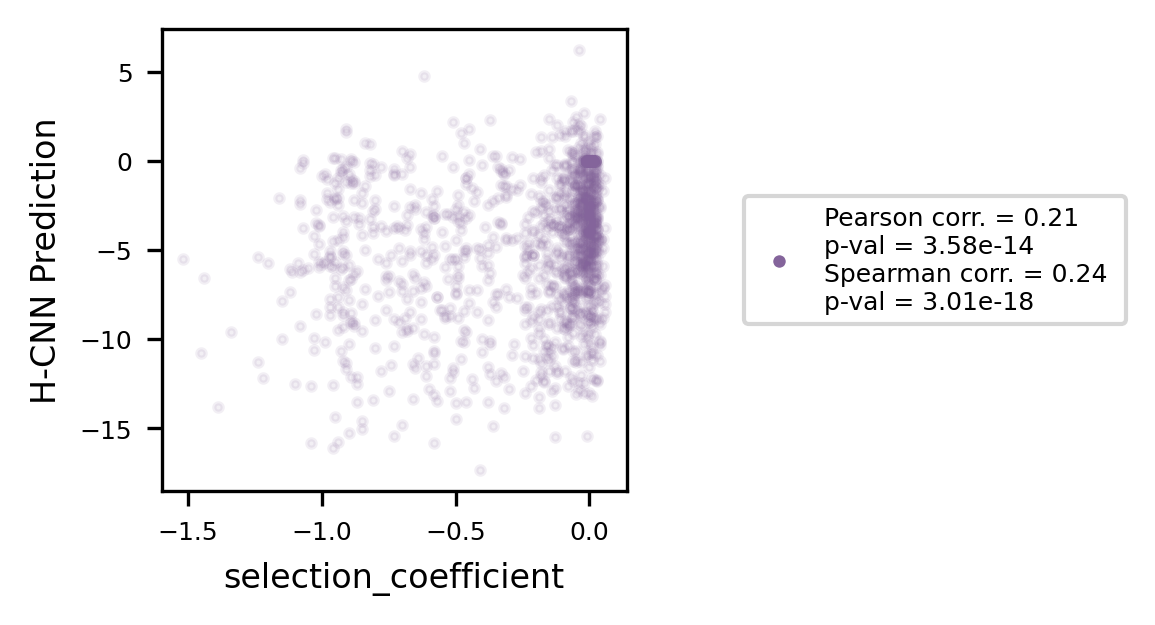 5
0
−5
−10
−15
H-CNN Prediction
−1.5
−1.0
−0.5
0.0
selection_coefficient
Pearson corr. = 0.21
p-val = 3.58e-14
Spearman corr. = 0.24
p-val = 3.01e-18